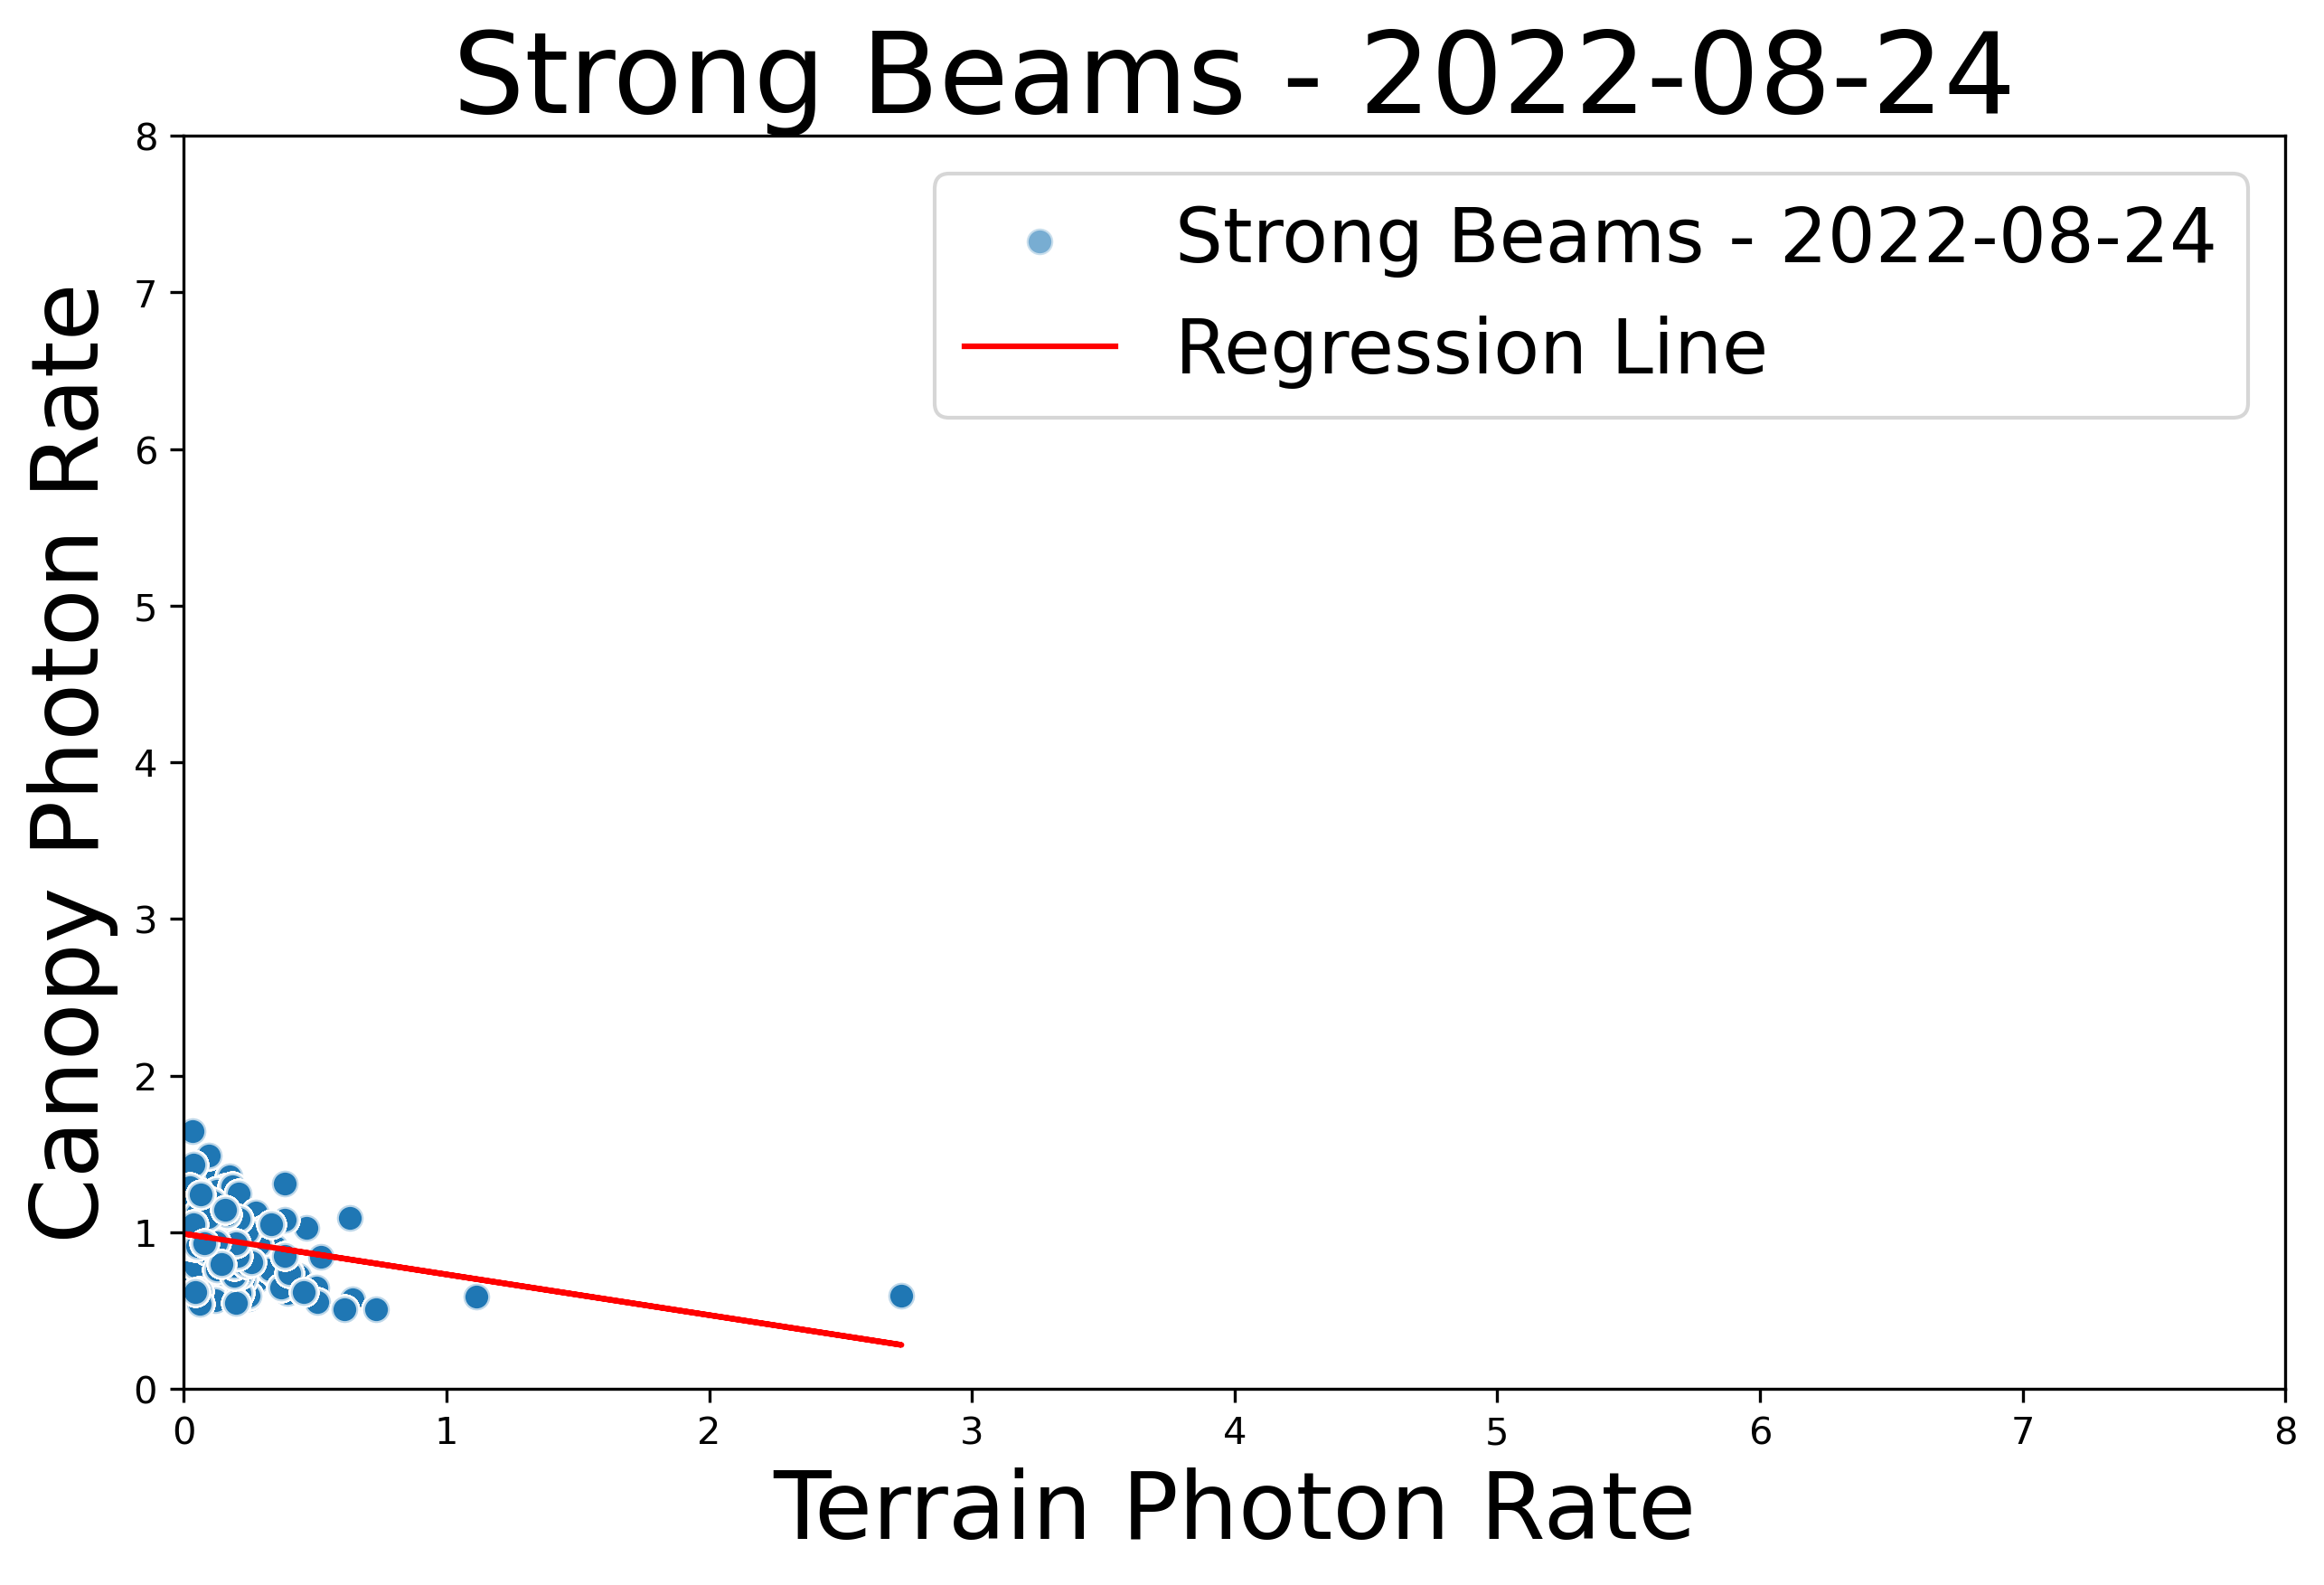 Strong Beams - 2022-08-24
Strong Beams - 2022-08-24
Regression Line
Canopy Photon Rate
8
7
6
5
4
3
2
1
0
0 1 2 3 4 5 6 7 8
Terrain Photon Rate